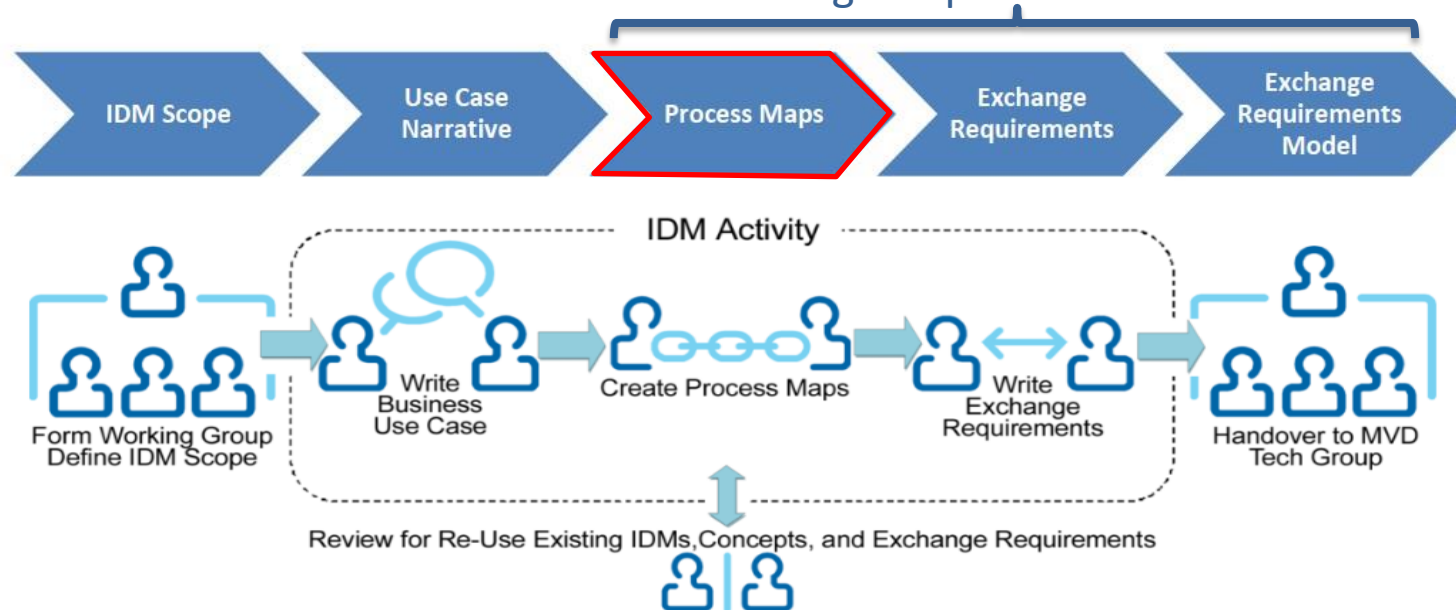 IDM Scope
Use Case
Narrative
Process Maps
Exchange
Requirements
Exchange
Requirements
Model
IDM Activity
Form Working Group
Define IDM Scope
Write
Business
Use Case
Create Process Maps
Write
Exchange
Requirements
Handover to MVD
Tech Group
Review for Re-Use Existing IDMs,Concepts, and Exchange Requirements